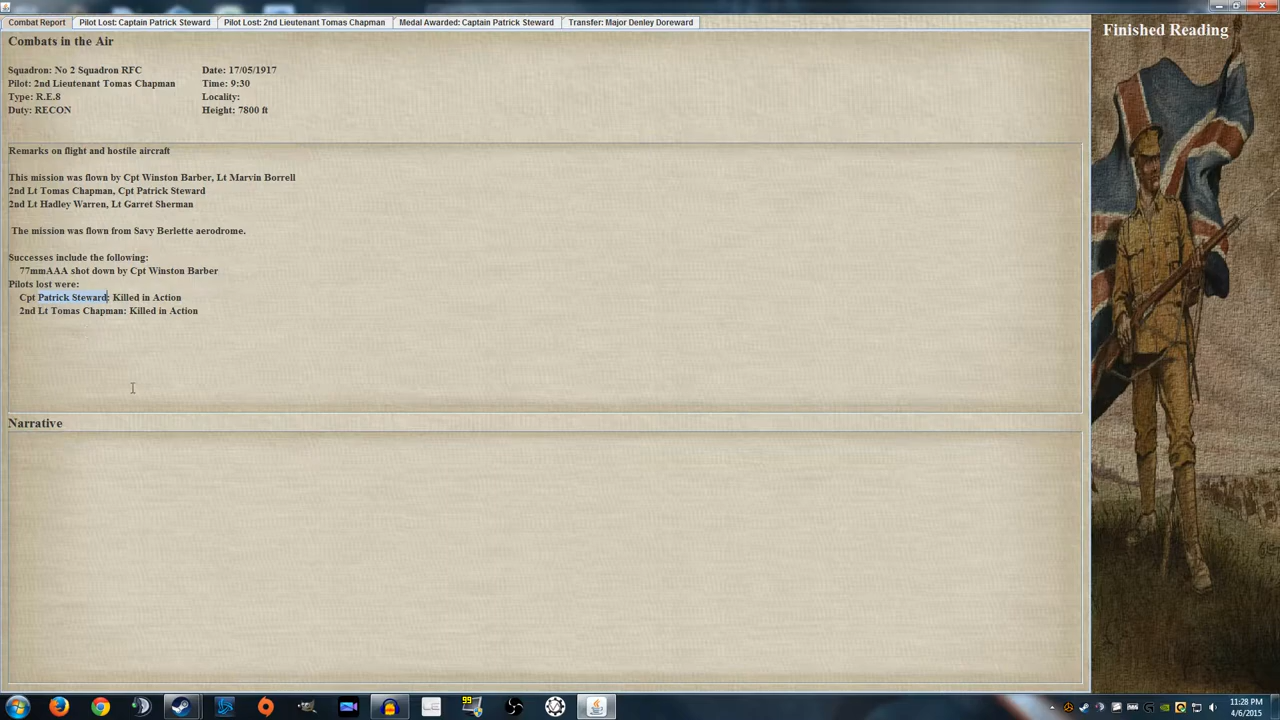 Combat Report
Pilot Lost: Captain Patrick Steward
Pilot Lost: 2nd Lieutenant Tomas Chapman
Medal Awarded: Captain Patrick Steward
Transfer: Major Denley Doreward
Finished Reading
Combats in the Air
Squadron: No 2 Squadron RFC
Date: 17/05/1917
Pilot: 2nd Lieutenant Tomas Chapman
Time: 9:30
Type: R.E.8
Locality:
Duty: RECON
Height: 7800 ft
Remarks on flight and hostile aircraft
This mission was flown by Cpt Winston Barber, Lt Marvin Borrell
2nd Lt Tomas Chapman, Cpt Patrick Steward
2nd Lt Hadley Warren, Lt Garret Sherman
The mission was flown from Savy Berlette aerodrome.
Successes include the following:
77mmAAA shot down by Cpt Winston Barber
Pilots lost were:
Cpt Patrick Steward: Killed in Action
2nd Lt Tomas Chapman: Killed in Action
Narrative
99
11:28 PM
4/6/2015